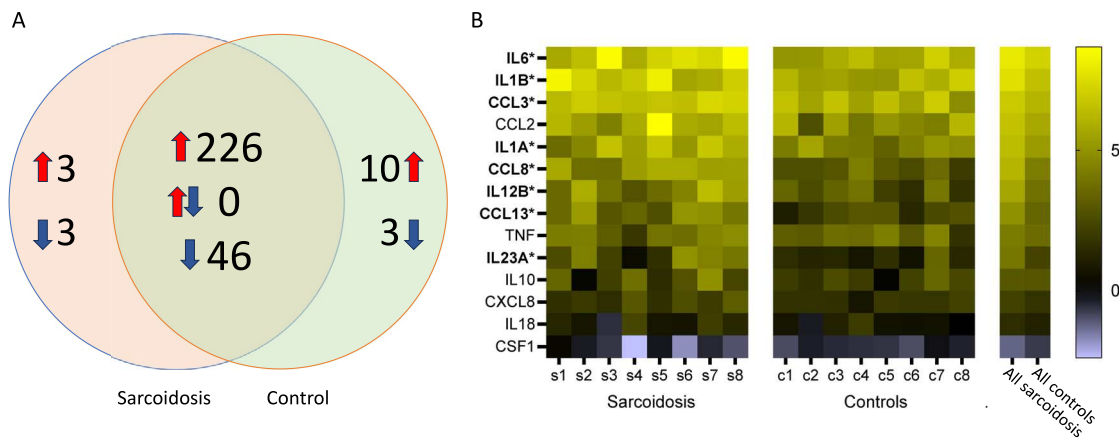 A
3
3
226
0
46
10
3
Sarcoidosis
Control
B
IL6*
IL1B*
CCL3*
CCL2
IL1A*
CCL8*
IL12B*
CCL13*
TNF
IL23A*
IL10
CXCL8
IL18
CSF1
s1 s2 s3 s4 s5 s6 s7 s8
Sarcoidosis
c1 c2 c3 c4 c5 c6 c7 c8
Controls
.
All sarcoidosis
All controls
5
0